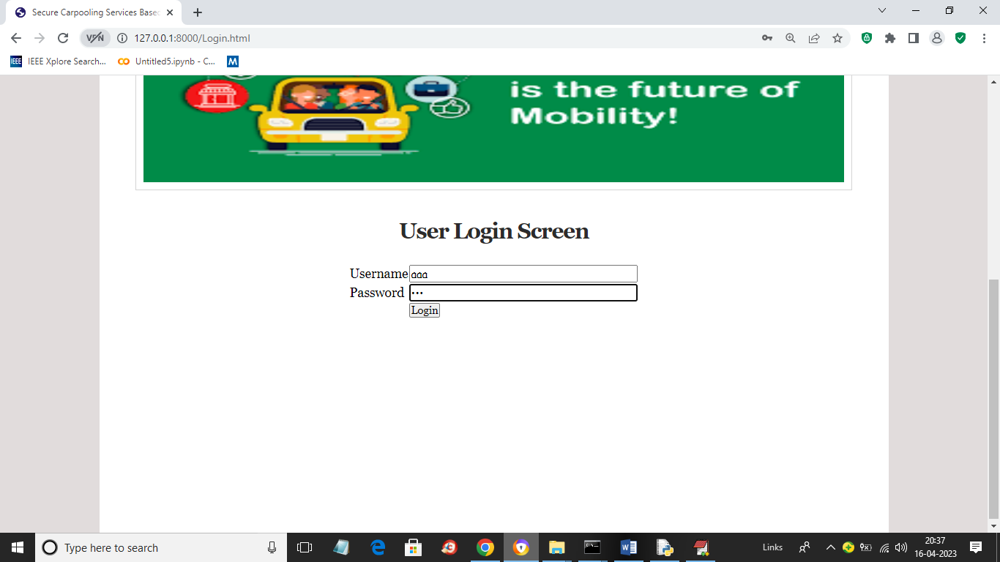 Secure Carpooling Services Based
VPN
127.0.0.1:8000/Login.html
IEEE
IEEE Xplore Search...
Untitled5.ipynb - C...
M
is the future of
Mobility!
User Login Screen
Username
aaa
Password
•••
Login
Type here to search
Links
20:37
16-04-2023